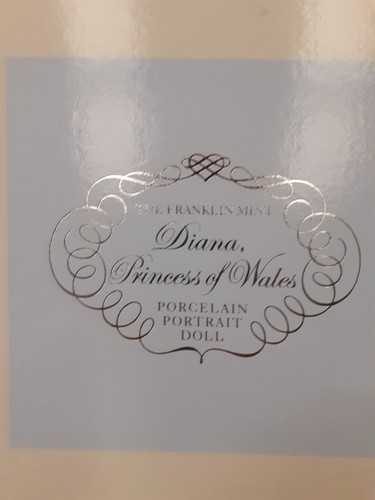 THE FRANKLIN MINT
Diana,
Princess of Wales
PORCELAIN
PORTRAIT
DOLL